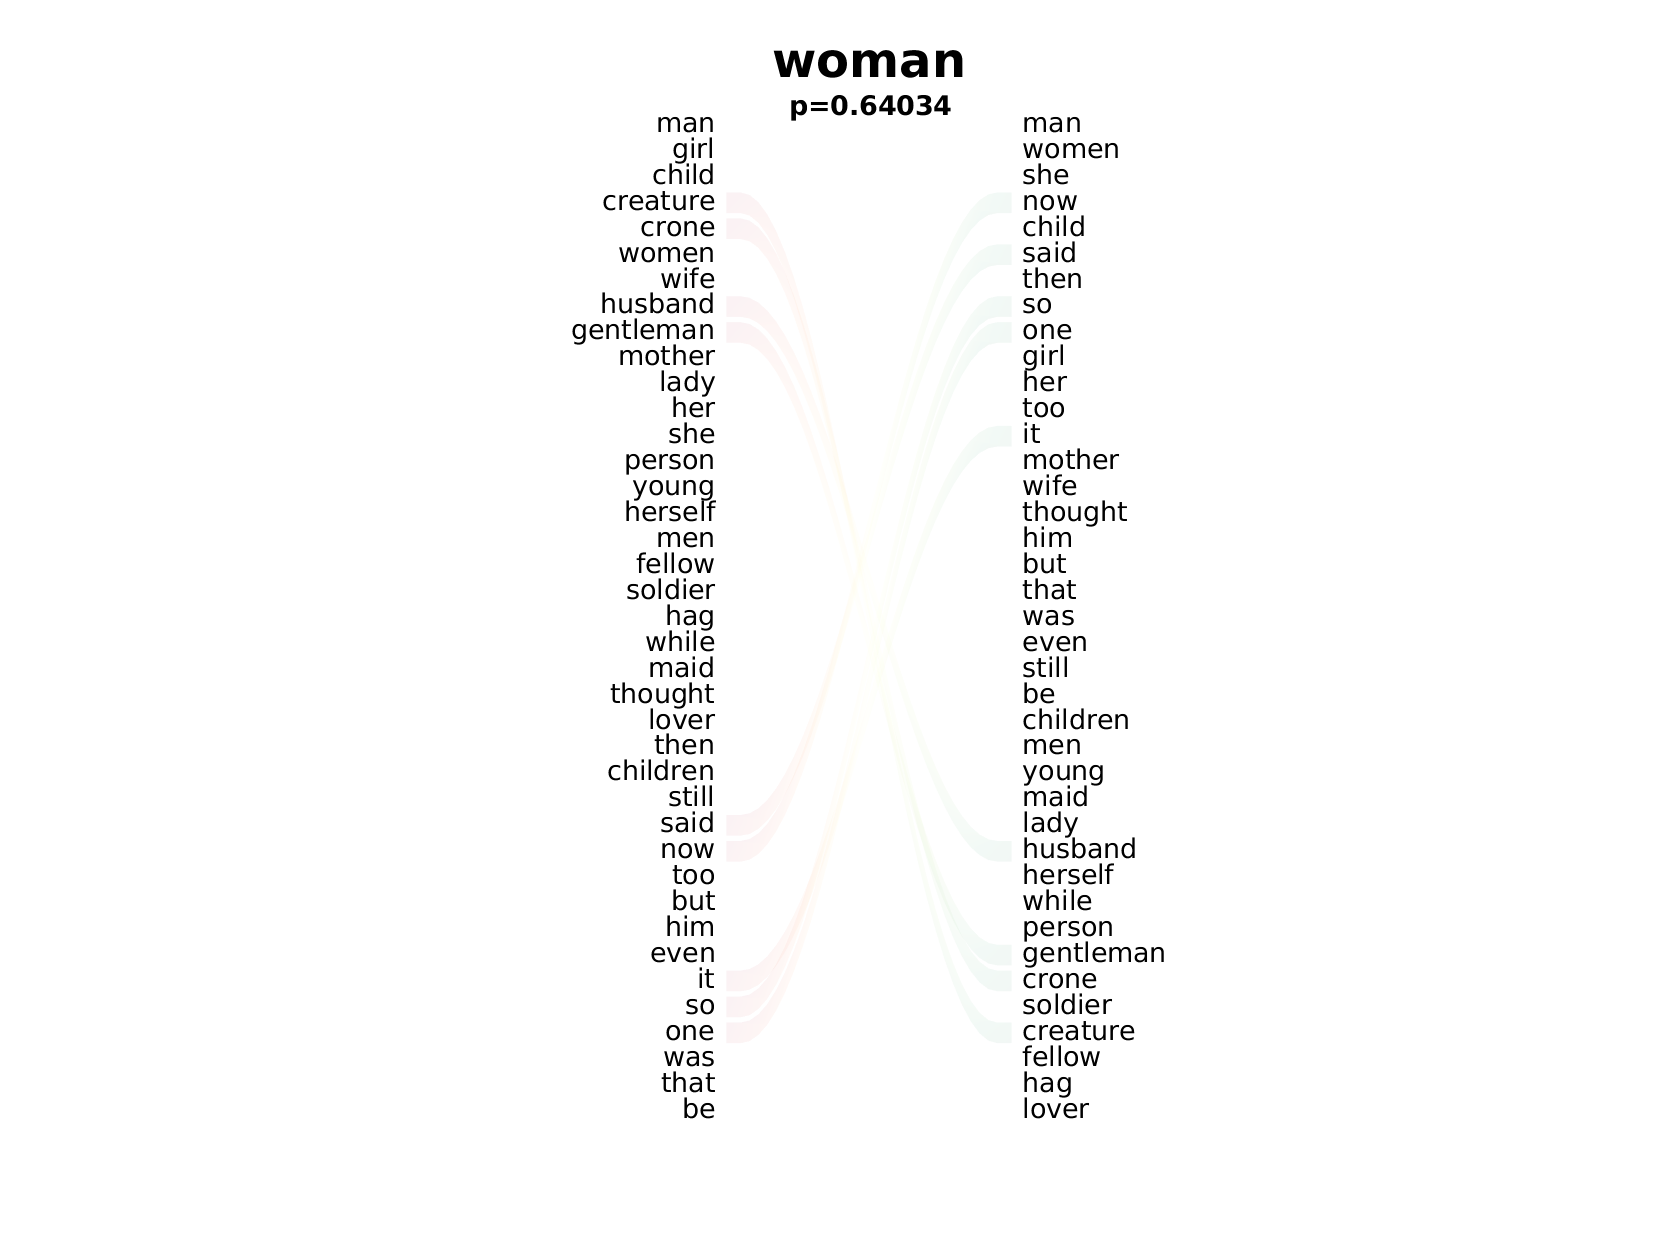 woman
p=0.64034
man man
girl women
child she
creature now
crone child
women said
wife then
husband so
gentleman one
mother girl
lady her
her too
she it
person mother
young wife
herself thought
men him
fellow but
soldier that
hag was
while even
maid still
thought be
lover children
then men
children young
still maid
said lady
now husband
too herself
but while
him person
even gentleman
it crone
so soldier
one creature
was fellow
that hag
be lover